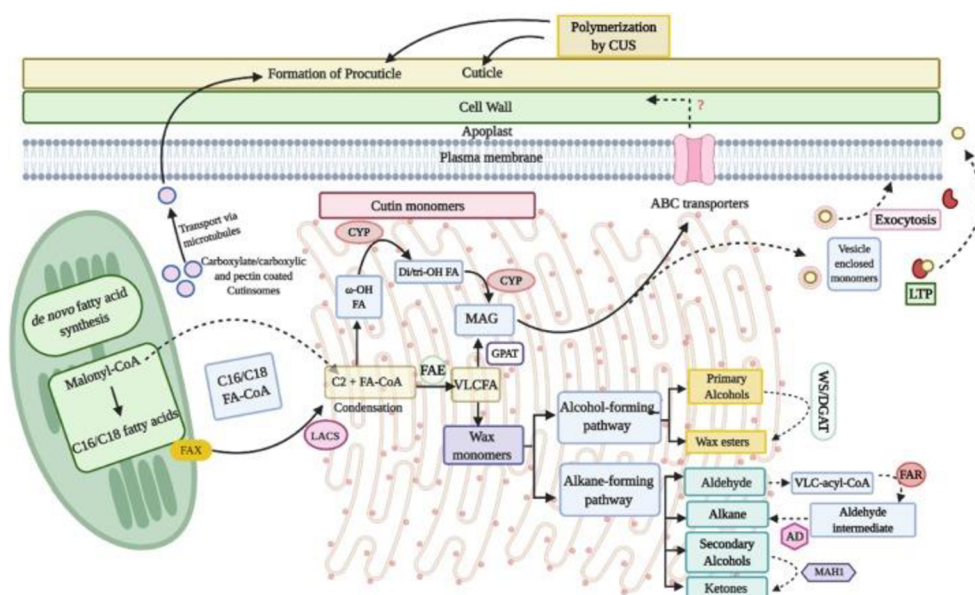 Polymerization
by CUS
Formation of Procuticle
Cuticle
Cell Wall
?
Apoplast
Plasma membrane
ABC transporters
Exocytosis
Vesicle
enclosed
monomers
LTP
Transport via
microtubules
Carboxylate/carboxylic
and pectin coated
Cutinsomes
Cutin monomers
CYP
Di/tri-OH FA
CYP
ω-OH
FA
MAG
GPAT
de novo fatty acid
synthesis
Malonyl-CoA
C16/C18 fatty acids
FAX
C16/C18
FA-CoA
LACS
C2 + FA-CoA
Condensation
FAE
VLCFA
Wax
monomers
Alcohol-forming
pathway
Primary
Alcohols
Wax esters
WS/DGAT
Alkane-forming
pathway
Aldehyde
VLC-acyl-CoA
FAR
Alkane
Aldehyde
intermediate
AD
Secondary
Alcohols
MAH1
Ketones